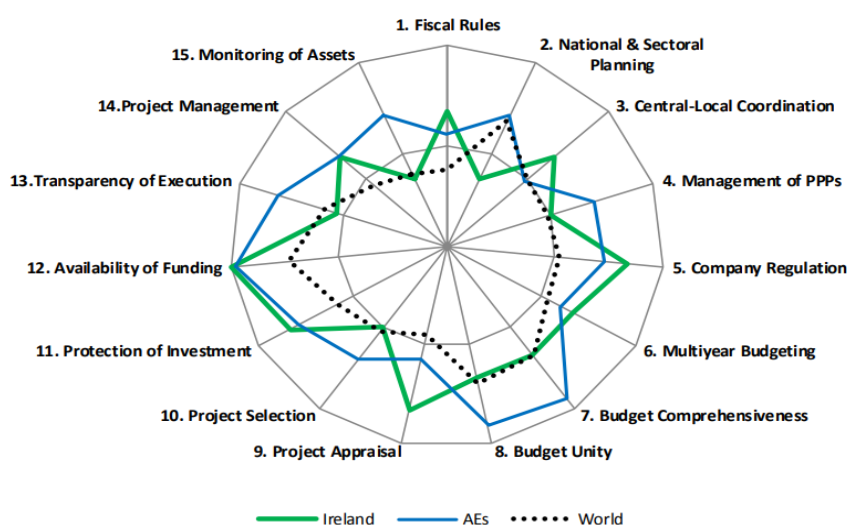 1. Fiscal Rules
2. National & Sectoral
Planning
3. Central-Local Coordination
4. Management of PPPs
5. Company Regulation
6. Multiyear Budgeting
7. Budget Comprehensiveness
8. Budget Unity
9. Project Appraisal
10. Project Selection
11. Protection of Investment
12. Availability of Funding
13.Transparency of Execution
14.Project Management
15. Monitoring of Assets
Ireland
AEs
World